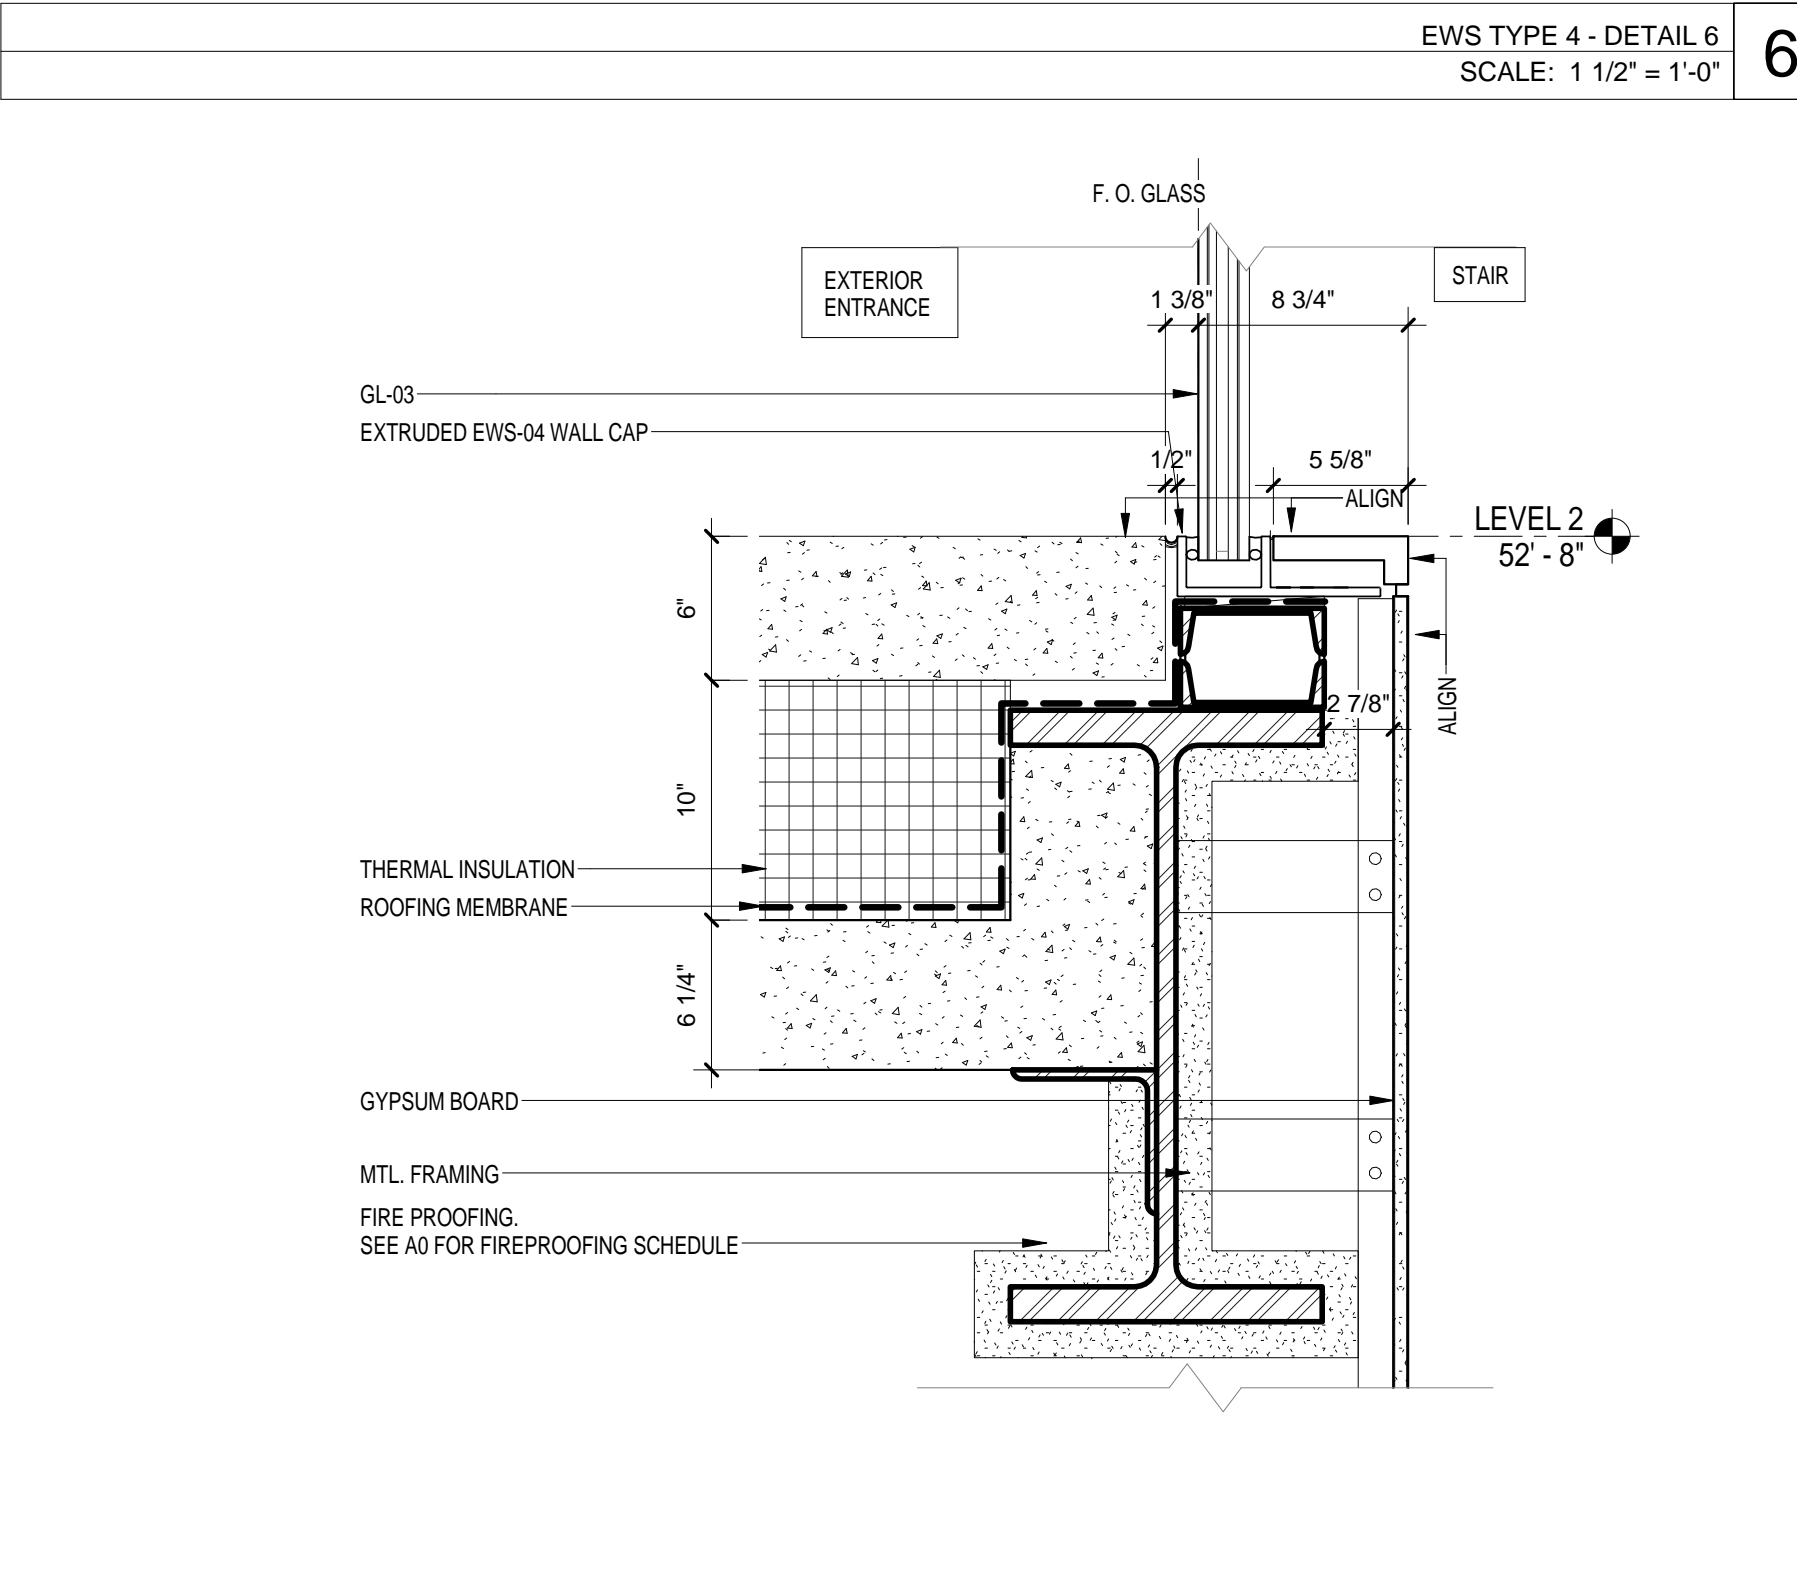 EWS TYPE 4 - DETAIL 6
SCALE: 1 1/2" = 1'-0"
6
F. O. GLASS
EXTERIOR
ENTRANCE
STAIR
1 3/8"
8 3/4"
GL-03
EXTRUDED EWS-04 WALL CAP
1/2"
5 5/8"
ALIGN
LEVEL 2
52' - 8"
6"
2 7/8"
ALIGN
10"
THERMAL INSULATION
ROOFING MEMBRANE
6 1/4"
GYPSUM BOARD
MTL. FRAMING
FIRE PROOFING.
SEE A0 FOR FIREPROOFING SCHEDULE